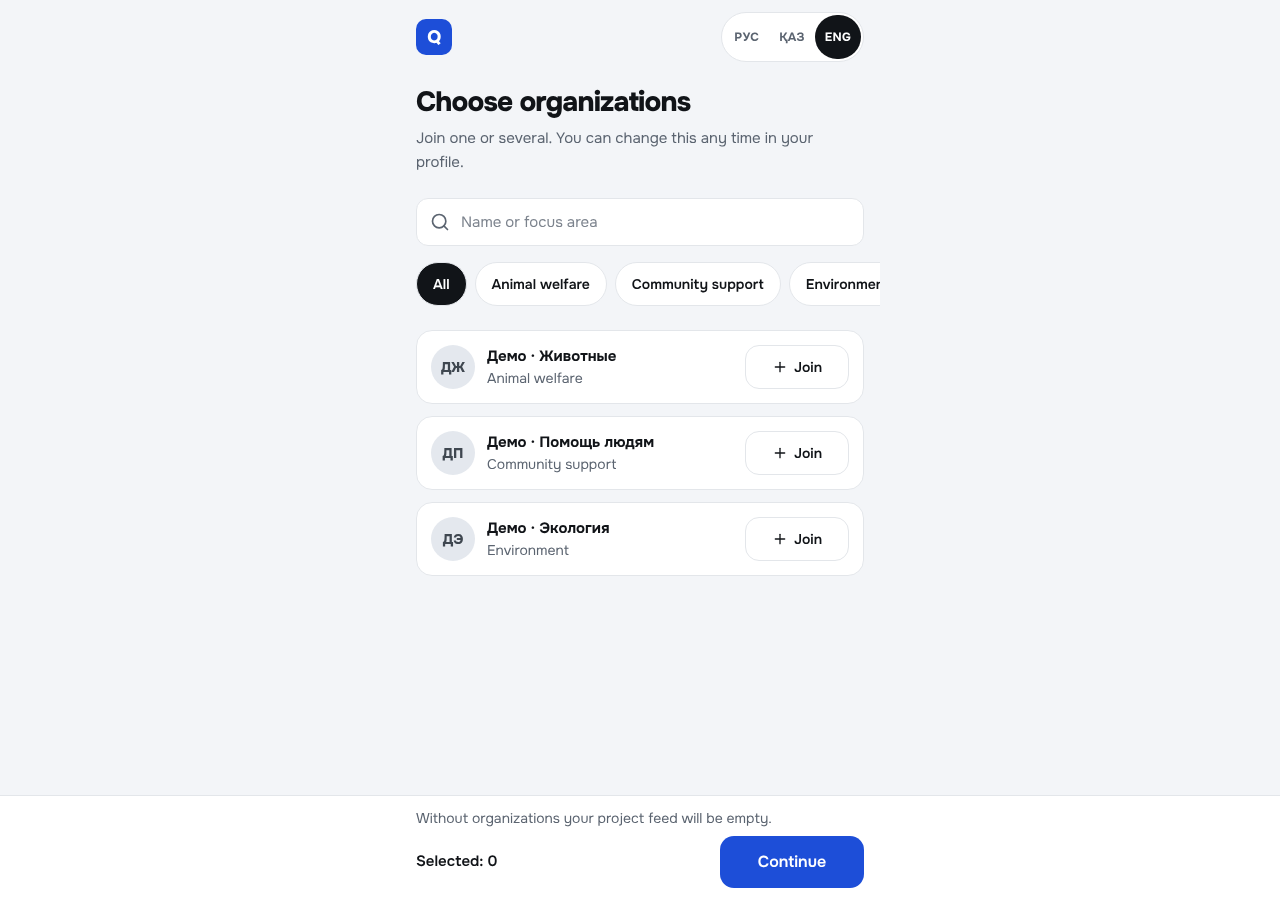 Q
РУС ҚАЗ ENG
Choose organizations
Join one or several. You can change this any time in your
profile.
Name or focus area
All Animal welfare Community support Environmer
ДЖ Демо · Животные
Animal welfare
+ Join
ДП Демо · Помощь людям
Community support
+ Join
ДЭ Демо · Экология
Environment
+ Join
Without organizations your project feed will be empty.
Selected: 0 Continue